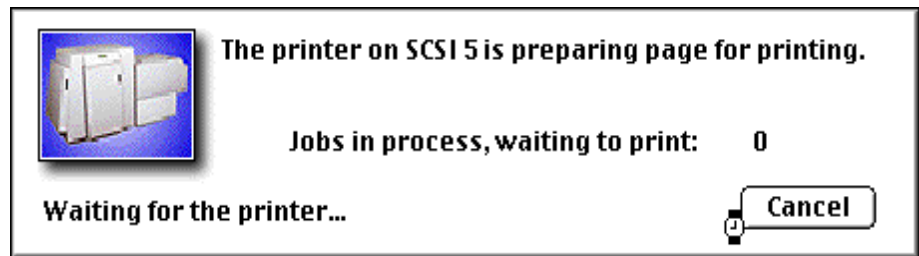 The printer on SCSI 5 is preparing page for printing.
Jobs in process, waiting to print: 0
Waiting for the printer...
Cancel